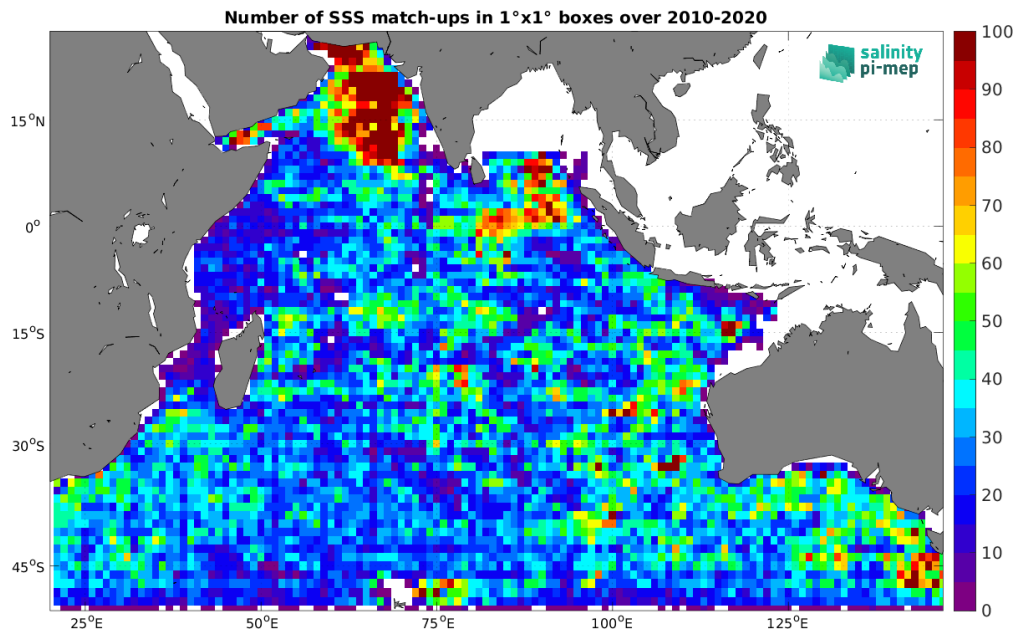 Number of SSS match-ups in 1°x1° boxes over 2010-2020
salinity
pi-mep
100
90
80
70
60
50
40
30
20
10
0
15°N
0°
15°S
30°S
45°S
25°E
50°E
75°E
100°E
125°E